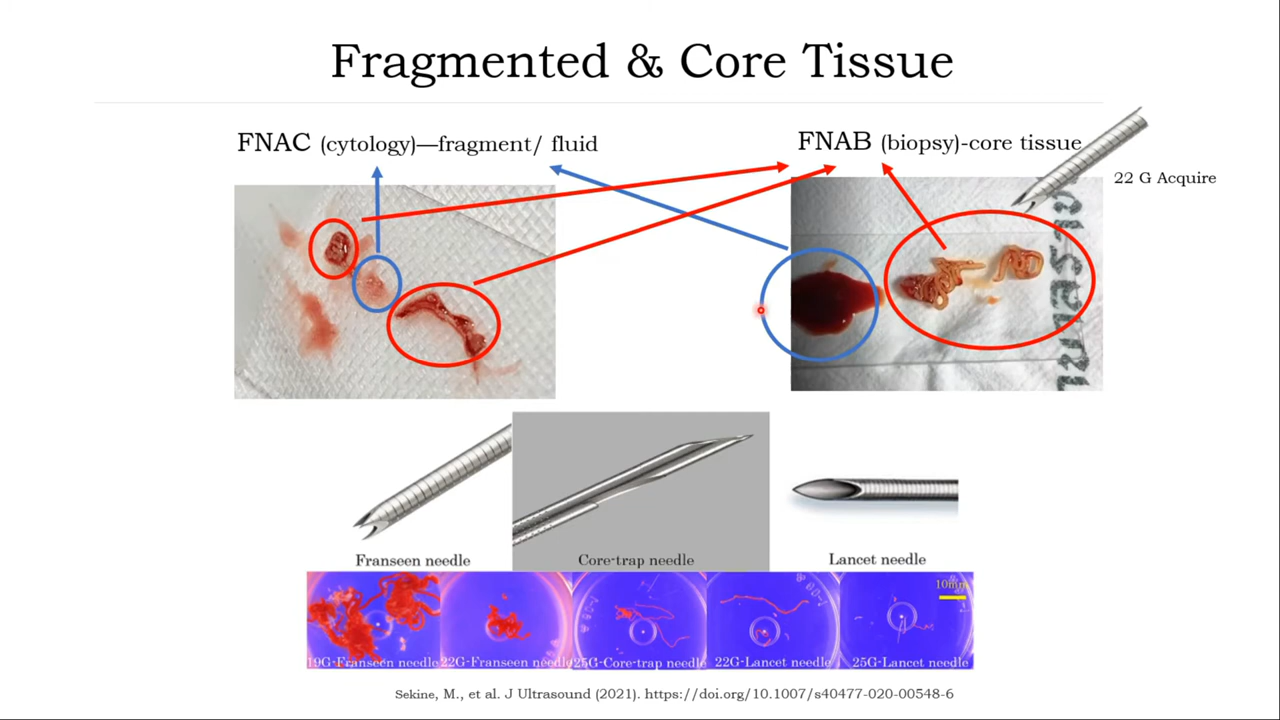 Fragmented & Core Tissue
FNAC (cytology)—fragment/ fluid
FNAB (biopsy)-core tissue
22 G Acquire
Franseen needle
Core-trap needle
Lancet needle
10mm
19G-Franseen needle
22G-Franseen needle
25G-Core-trap needle
22G-Lancet needle
25G-Lancet needle
Sekine, M., et al. J Ultrasound (2021). https://doi.org/10.1007/s40477-020-00548-6